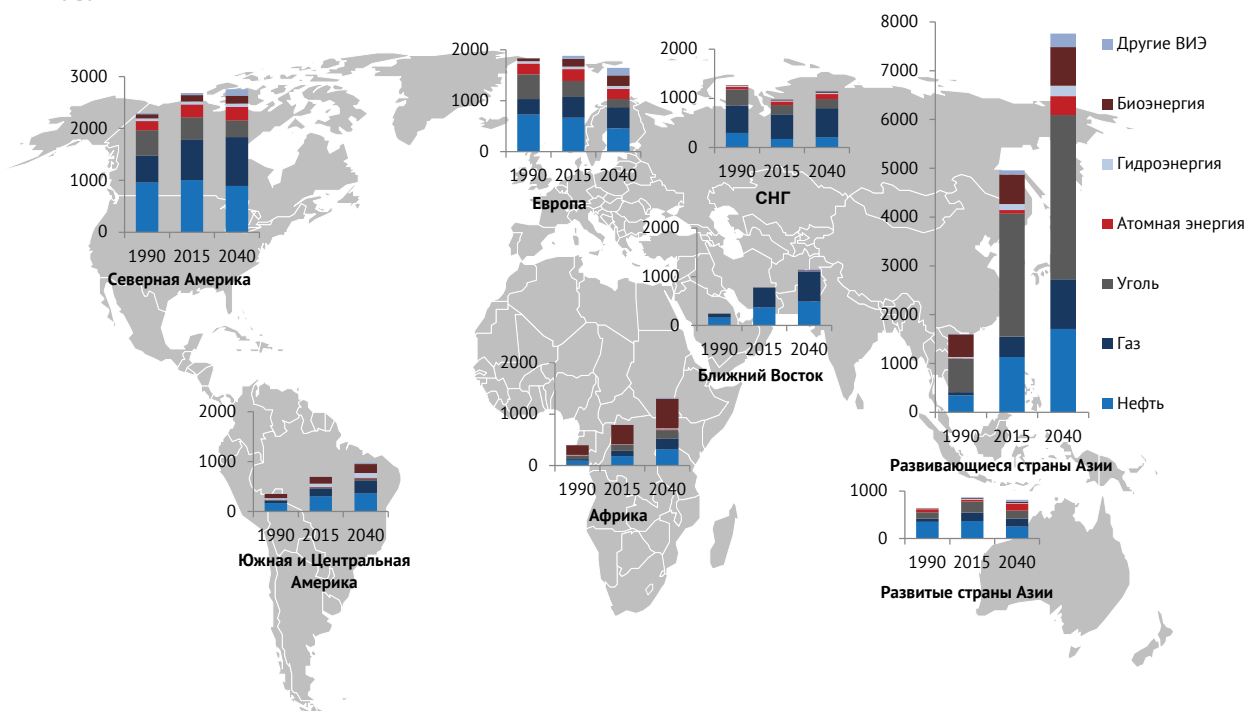 3000
2000
1000
0
1990 2015 2040
Северная Америка
2000
1000
0
1990 2015 2040
Европа
2000
1000
0
1990 2015 2040
СНГ
2000
1000
0
1990 2015 2040
Ближний Восток
2000
1000
0
1990 2015 2040
Африка
2000
1000
0
1990 2015 2040
Южная и Центральная
Америка
8000
7000
6000
5000
4000
3000
2000
1000
0
1990 2015 2040
Развивающиеся страны Азии
1000
0
1990 2015 2040
Развитые страны Азии
Другие ВИЭ
Биоэнергия
Гидроэнергия
Атомная энергия
Уголь
Газ
Нефть